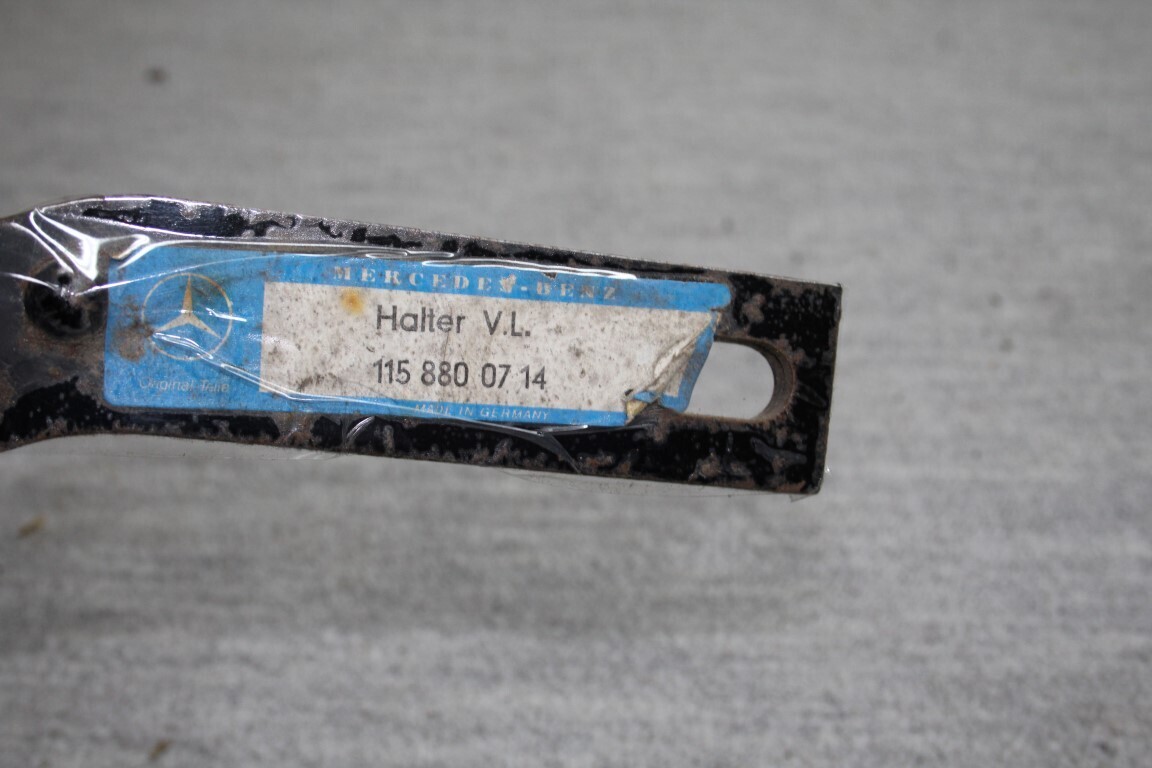 MERCEDES-BENZ
Halter V.L.
115 880 07 14
Original-Teile
MADE IN GERMANY